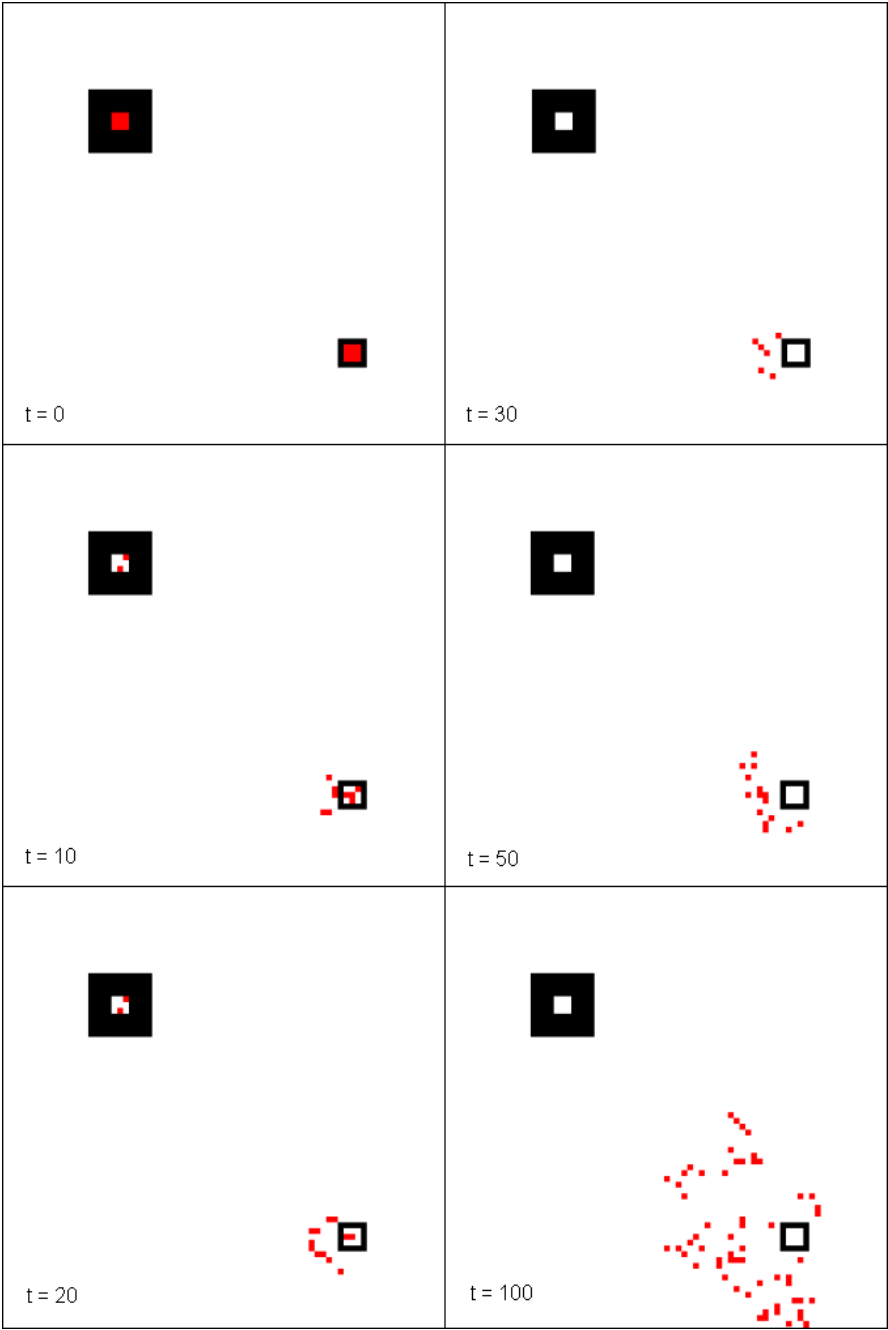 t = 0
t = 30
t = 10
t = 50
t = 20
t = 100